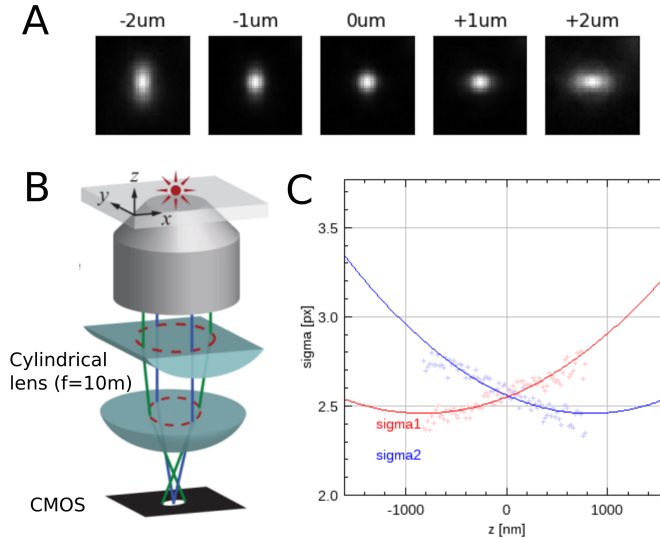 A
-2um -1um 0um +1um +2um
B
z
y
x
Cylindrical
lens (f=10m)
CMOS
C
3.5
3.0
2.5
2.0
sigma [px]
sigma1
sigma2
-1000 0 1000
z [nm]